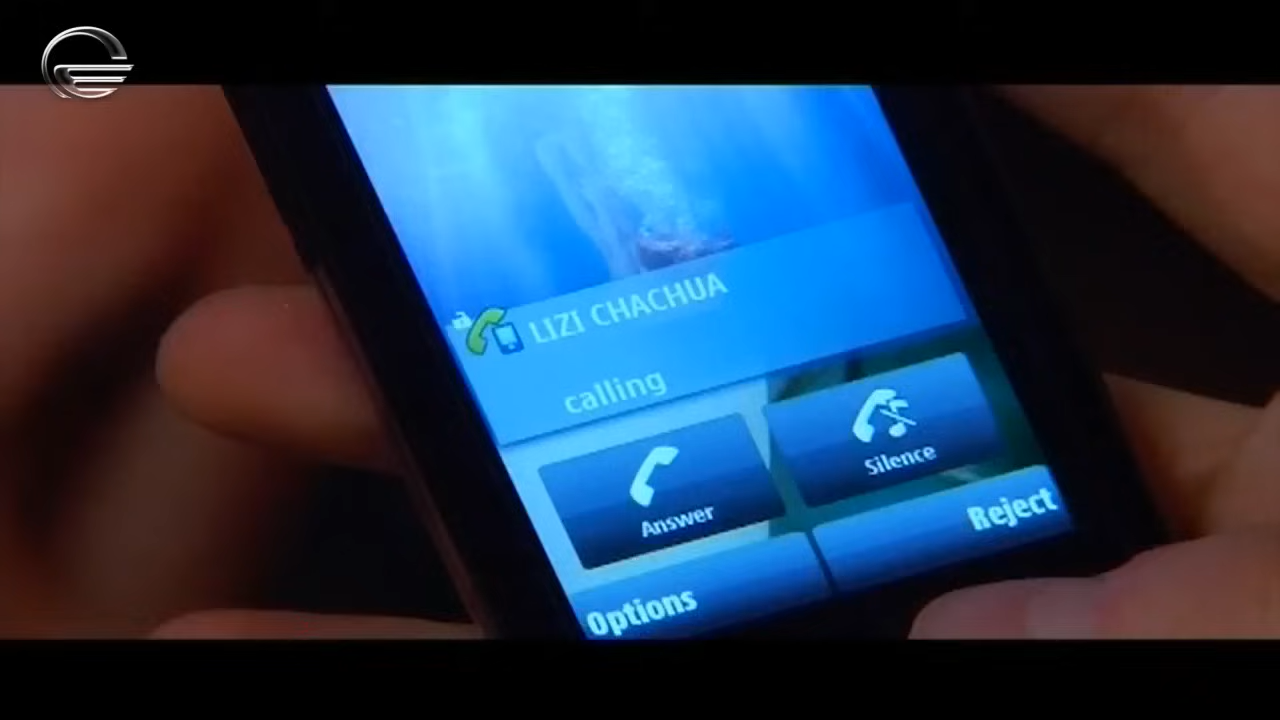 LIZI CHACHUA
calling
Answer
Silence
Options
Reject